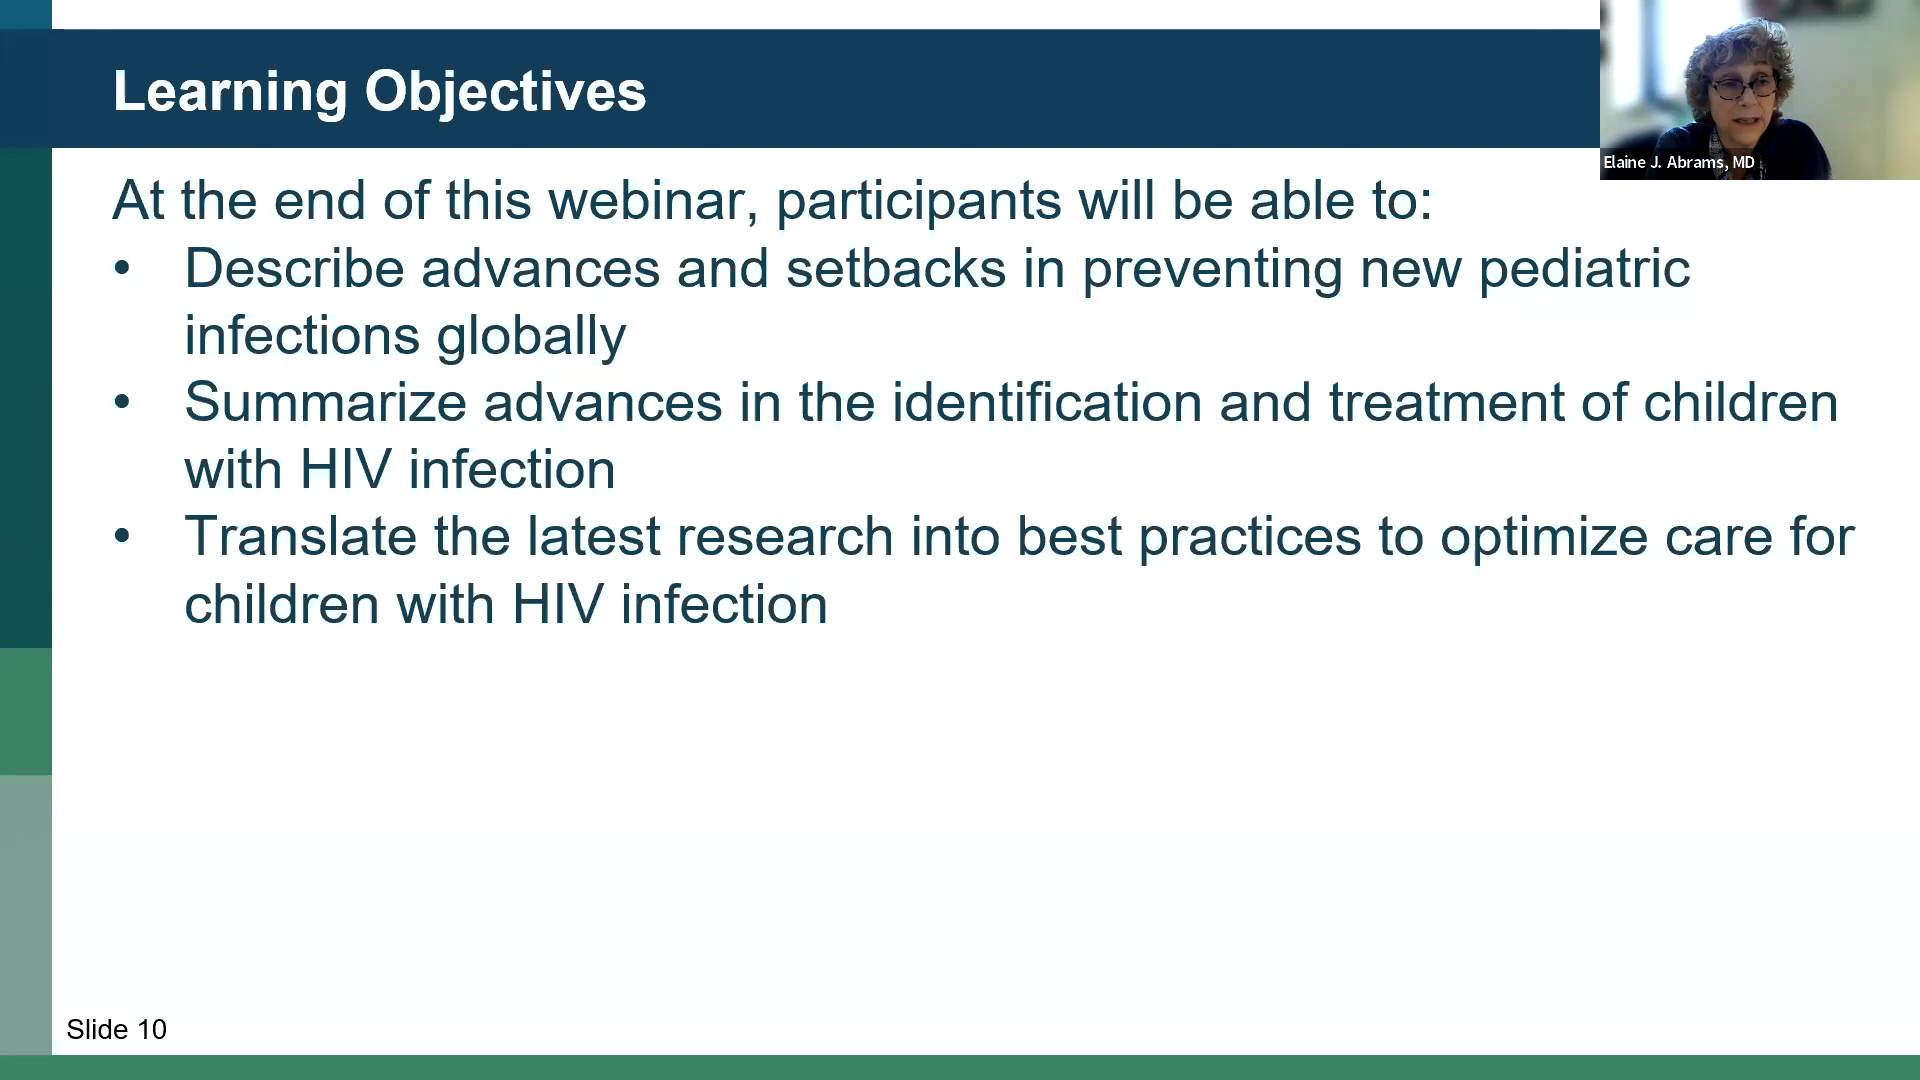 Learning Objectives
Elaine J. Abrams, MD
At the end of this webinar, participants will be able to:
• Describe advances and setbacks in preventing new pediatric
infections globally
• Summarize advances in the identification and treatment of children
with HIV infection
• Translate the latest research into best practices to optimize care for
children with HIV infection
Slide 10